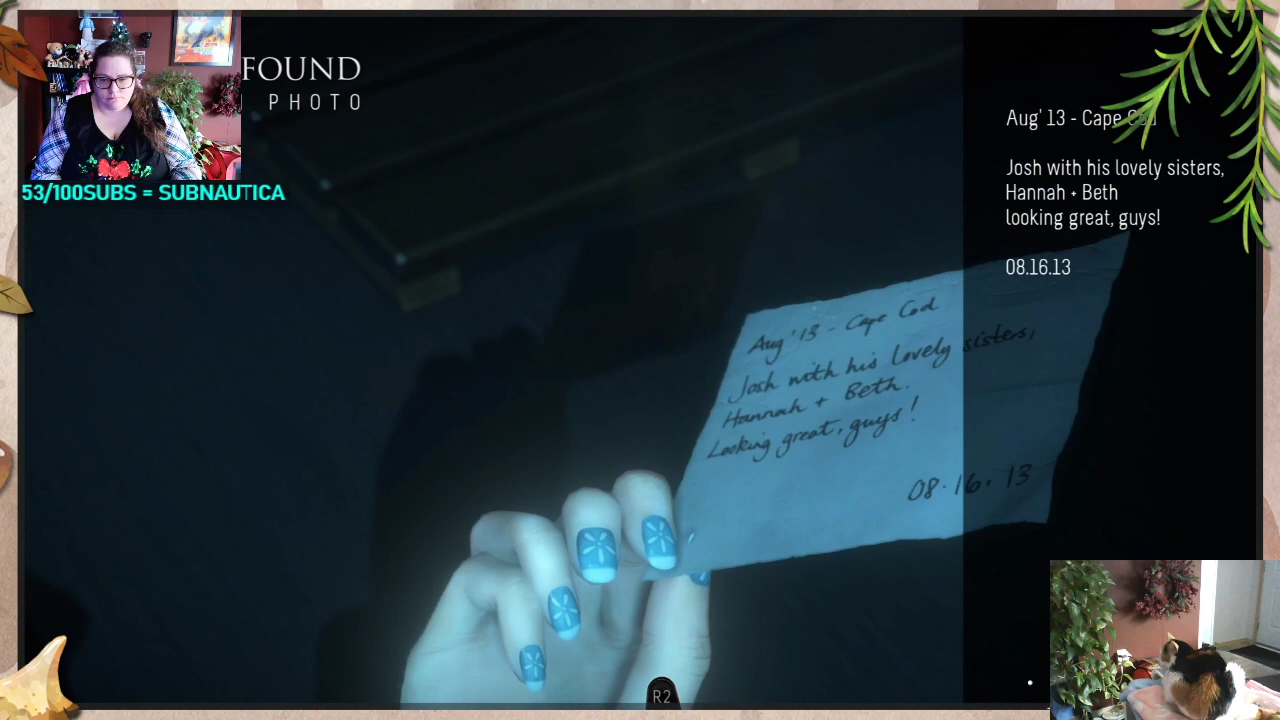 FOUND
PHOTO
53/100SUBS = SUBNAUTICA
Aug' 13 - Cape Cod
Josh with his lovely sisters,
Hannah + Beth
looking great, guys!
08.16.13
Aug '13 - Cape Cod
Josh with his lovely sisters,
Hannah + Beth.
Looking great, guys!
08.16.13
R2